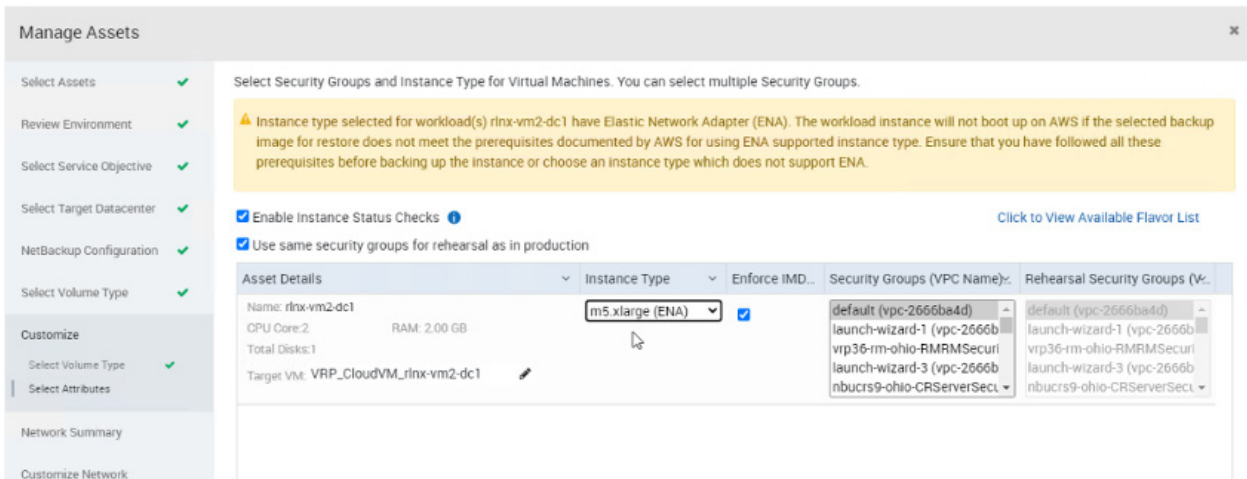 Manage Assets
Select Assets
Review Environment
Select Service Objective
Select Target Datacenter
NetBackup Configuration
Select Volume Type
Customize
Select Volume Type
Select Attributes
Network Summary
Customize Network
Select Security Groups and Instance Type for Virtual Machines. You can select multiple Security Groups.
Instance type selected for workload(s) rlnx-vm2-dc1 have Elastic Network Adapter (ENA). The workload instance will not boot up on AWS if the selected backup
image for restore does not meet the prerequisites documented by AWS for using ENA supported instance type. Ensure that you have followed all these
prerequisites before backing up the instance or choose an instance type which does not support ENA.
Enable Instance Status Checks
Click to View Available Flavor List
Use same security groups for rehearsal as in production
Asset Details Instance Type Enforce IMD... Security Groups (VPC Name) Rehearsal Security Groups (V...
Name: rlnx-vm2-dc1
CPU Core:2 RAM: 2.00 GB
Total Disks:1
Target VM: VRP_CloudVM_rlnx-vm2-dc1
m5.xlarge (ENA)
default (vpc-2666ba4d)
launch-wizard-1 (vpc-2666b
vrp36-rm-ohio-RMRMSecuri
launch-wizard-3 (vpc-2666b
nbucrs9-ohio-CRServerSecu
default (vpc-2666ba4d)
launch-wizard-1 (vpc-2666b
vrp36-rm-ohio-RMRMSecuri
launch-wizard-3 (vpc-2666b
nbucrs9-ohio-CRServerSecu